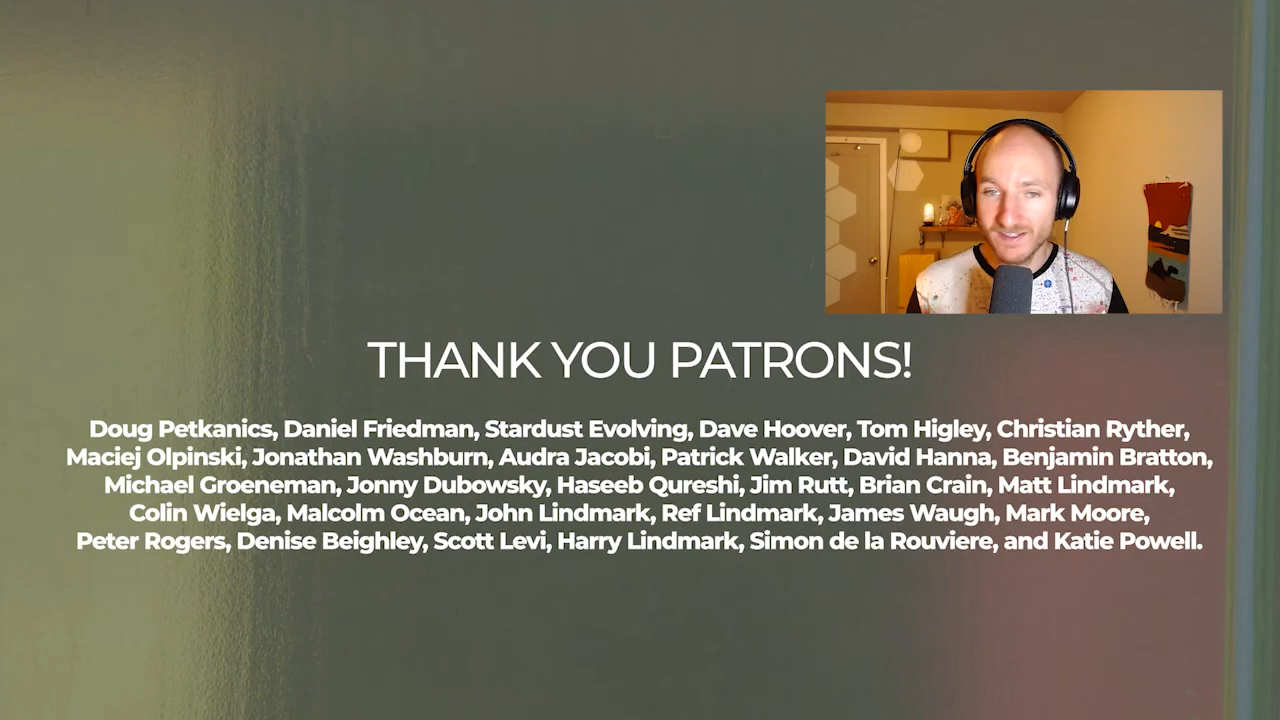 THANK YOU PATRONS!
Doug Petkanics, Daniel Friedman, Stardust Evolving, Dave Hoover, Tom Higley, Christian Ryther,
Maciej Olpinski, Jonathan Washburn, Audra Jacobi, Patrick Walker, David Hanna, Benjamin Bratton,
Michael Groeneman, Jonny Dubowsky, Haseeb Qureshi, Jim Rutt, Brian Crain, Matt Lindmark,
Colin Wielga, Malcolm Ocean, John Lindmark, Ref Lindmark, James Waugh, Mark Moore,
Peter Rogers, Denise Beighley, Scott Levi, Harry Lindmark, Simon de la Rouviere, and Katie Powell.